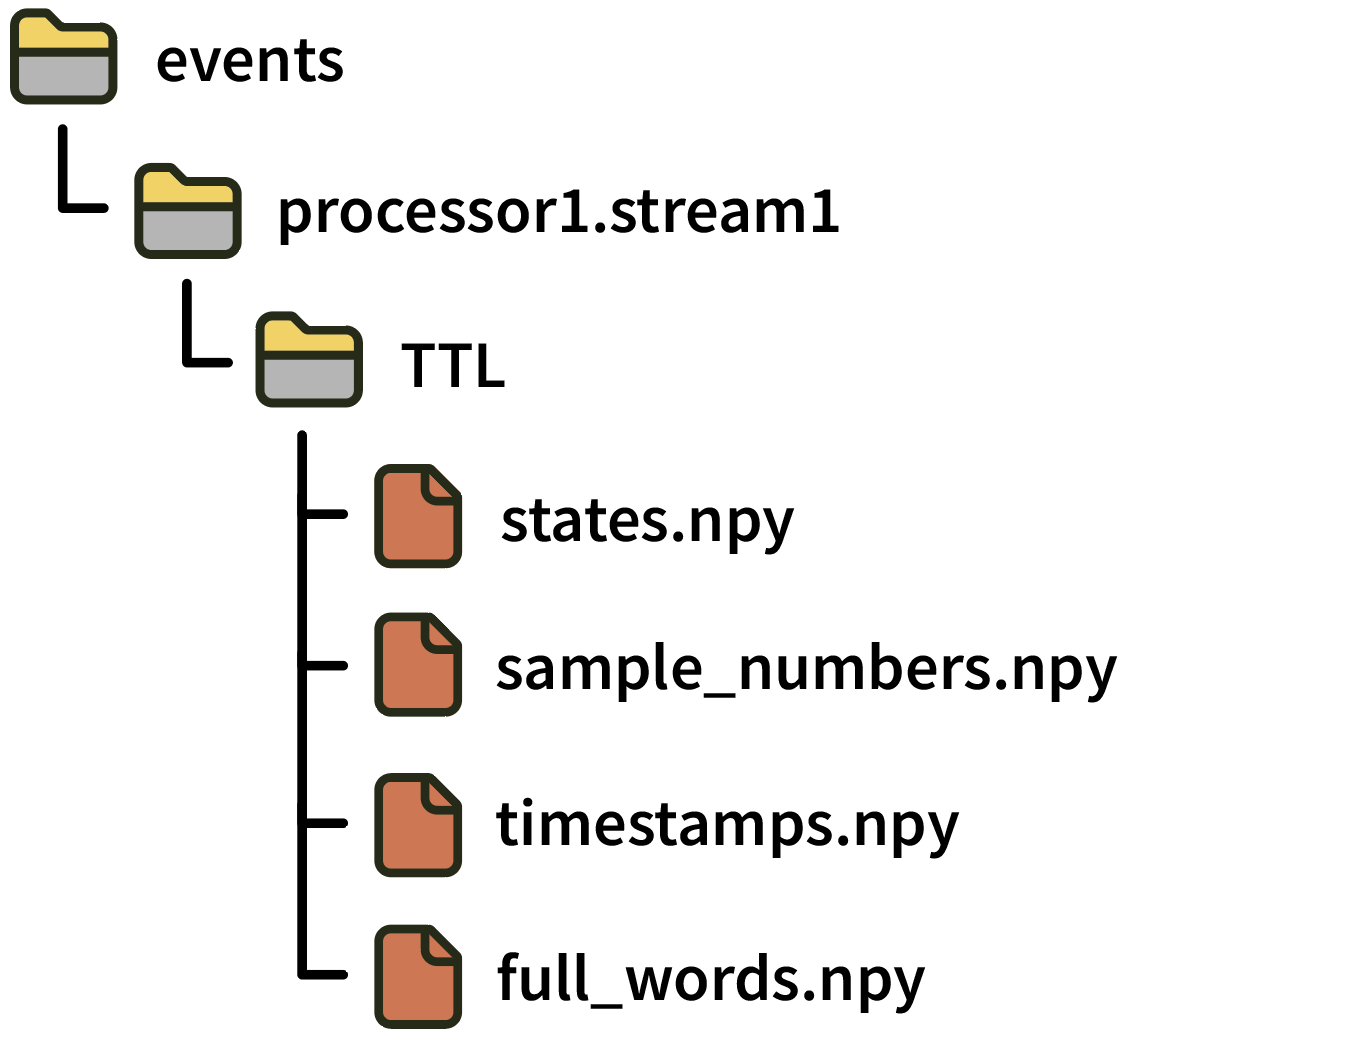 events
processor1.stream1
TTL
states.npy
sample_numbers.npy
timestamps.npy
full_words.npy